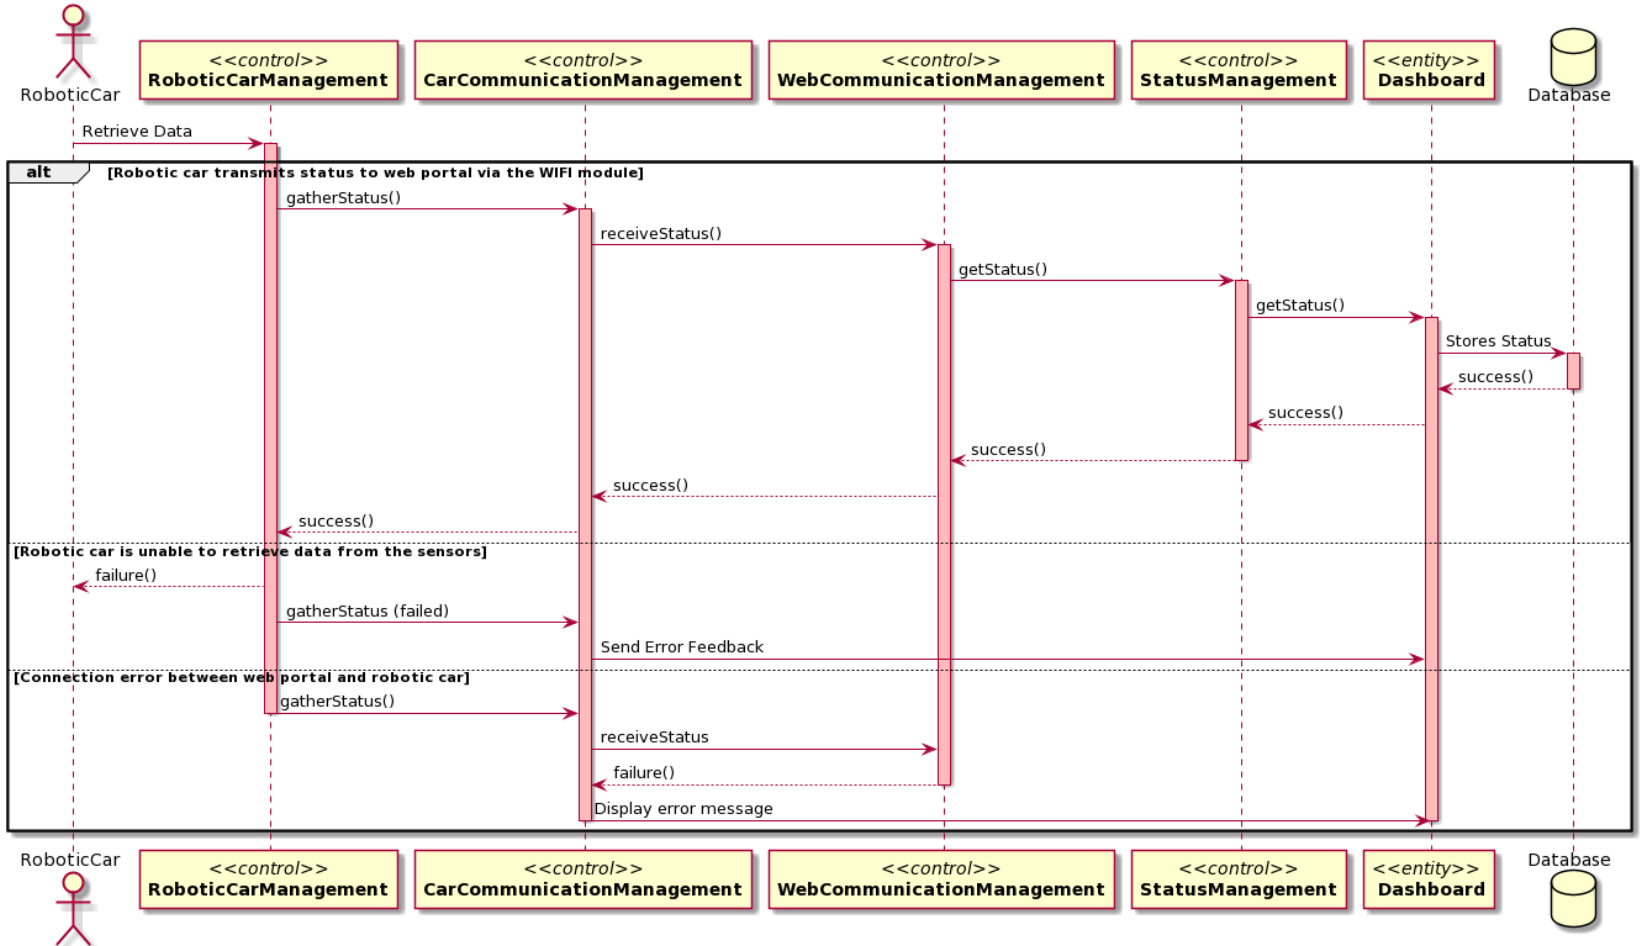 RoboticCar
<<control>>
RoboticCarManagement
<<control>>
CarCommunicationManagement
<<control>>
WebCommunicationManagement
<<control>>
StatusManagement
<<entity>>
Dashboard
Database
Retrieve Data
alt
[Robotic car transmits status to web portal via the WIFI module]
gatherStatus()
receiveStatus()
getStatus()
getStatus()
Stores Status
success()
success()
success()
success()
success()
[Robotic car is unable to retrieve data from the sensors]
failure()
gatherStatus (failed)
Send Error Feedback
[Connection error between web portal and robotic car]
gatherStatus()
receiveStatus
failure()
Display error message
RoboticCar
<<control>>
RoboticCarManagement
<<control>>
CarCommunicationManagement
<<control>>
WebCommunicationManagement
<<control>>
StatusManagement
<<entity>>
Dashboard
Database